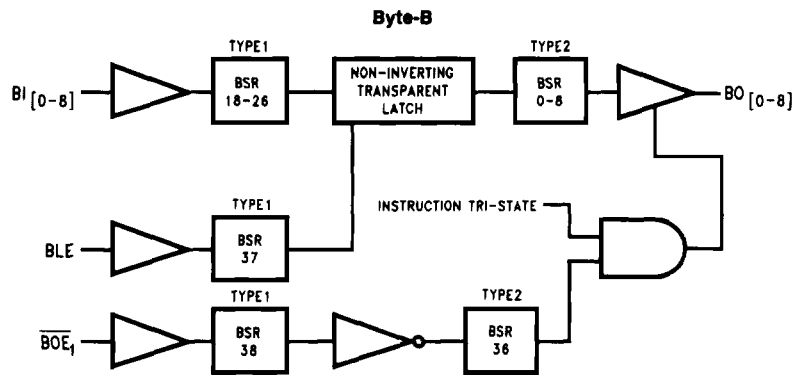 Byte-B
TYPE1
TYPE2
BI[0-8]
BSR
18-26
NON-INVERTING
TRANSPARENT
LATCH
BSR
0-8
BO[0-8]
TYPE1
INSTRUCTION TRI-STATE
BLE
BSR
37
TYPE1
TYPE2
B̅O̅E̅₁
BSR
38
BSR
36